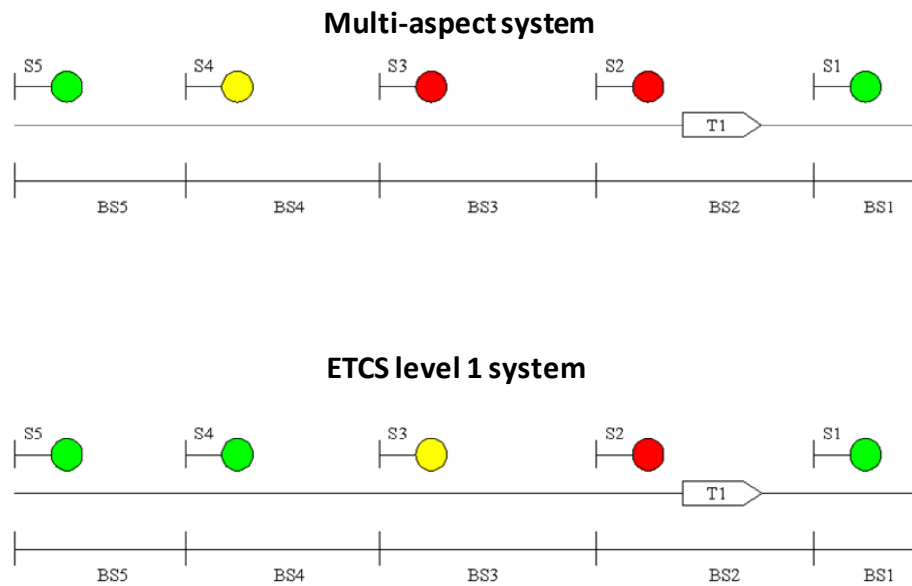 Multi-aspect system
S5 S4 S3 S2 S1
T1
BS5 BS4 BS3 BS2 BS1
ETCS level 1 system
S5 S4 S3 S2 S1
T1
BS5 BS4 BS3 BS2 BS1